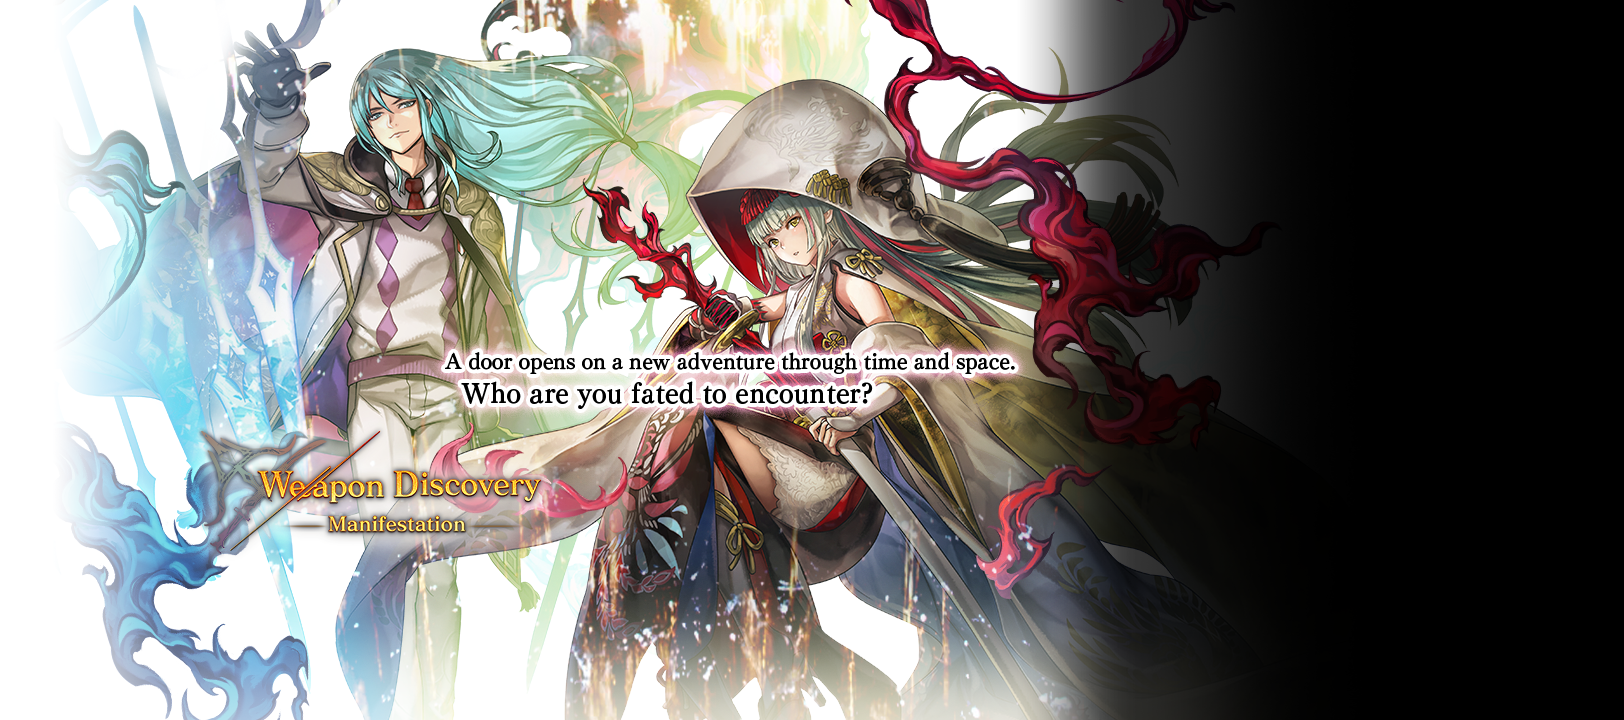 A door opens on a new adventure through time and space.
Who are you fated to encounter?
Weapon Discovery
Manifestation